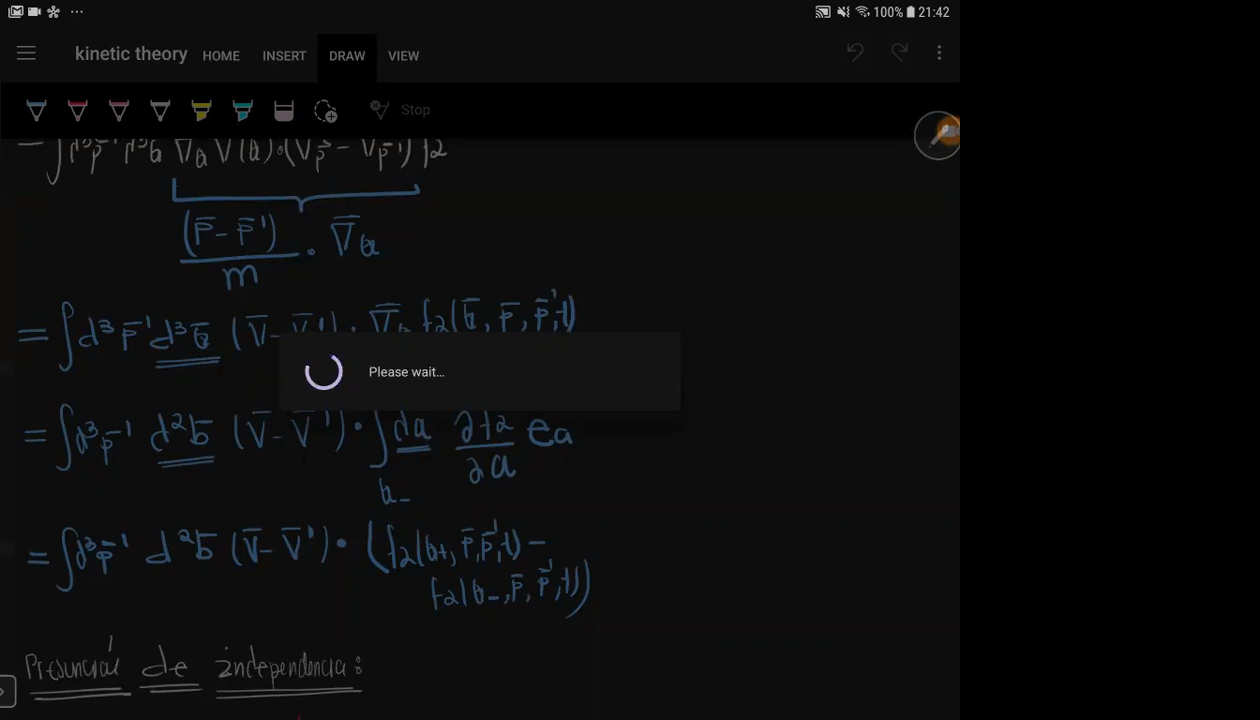 100% 21:42
kinetic theory HOME INSERT DRAW VIEW
Stop
(p̄ - p̄') / m · ∇̄a
= ∫ d³p̄' d³ā (v̄ - v̄') · f2(ā, p̄, p̄', t)
Please wait...
= ∫ d³p̄' d²b̄ (v̄ - v̄') · ∫ da ∂f2/∂a ea
a-
= ∫ d³p̄' d²b̄ (v̄ - v̄') · (f2(a+, p̄, p̄', t) -
f2(a-, p̄, p̄', t))
Presunción de independencia: